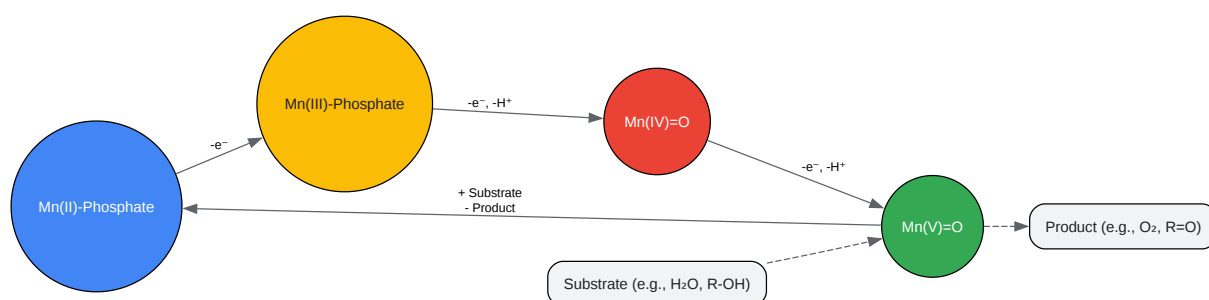 Mn(III)-Phosphate
-e⁻, -H⁺
Mn(IV)=O
-e⁻
-e⁻, -H⁺
+ Substrate
- Product
Mn(II)-Phosphate
Mn(V)=O
Product (e.g., O₂, R=O)
Substrate (e.g., H₂O, R-OH)